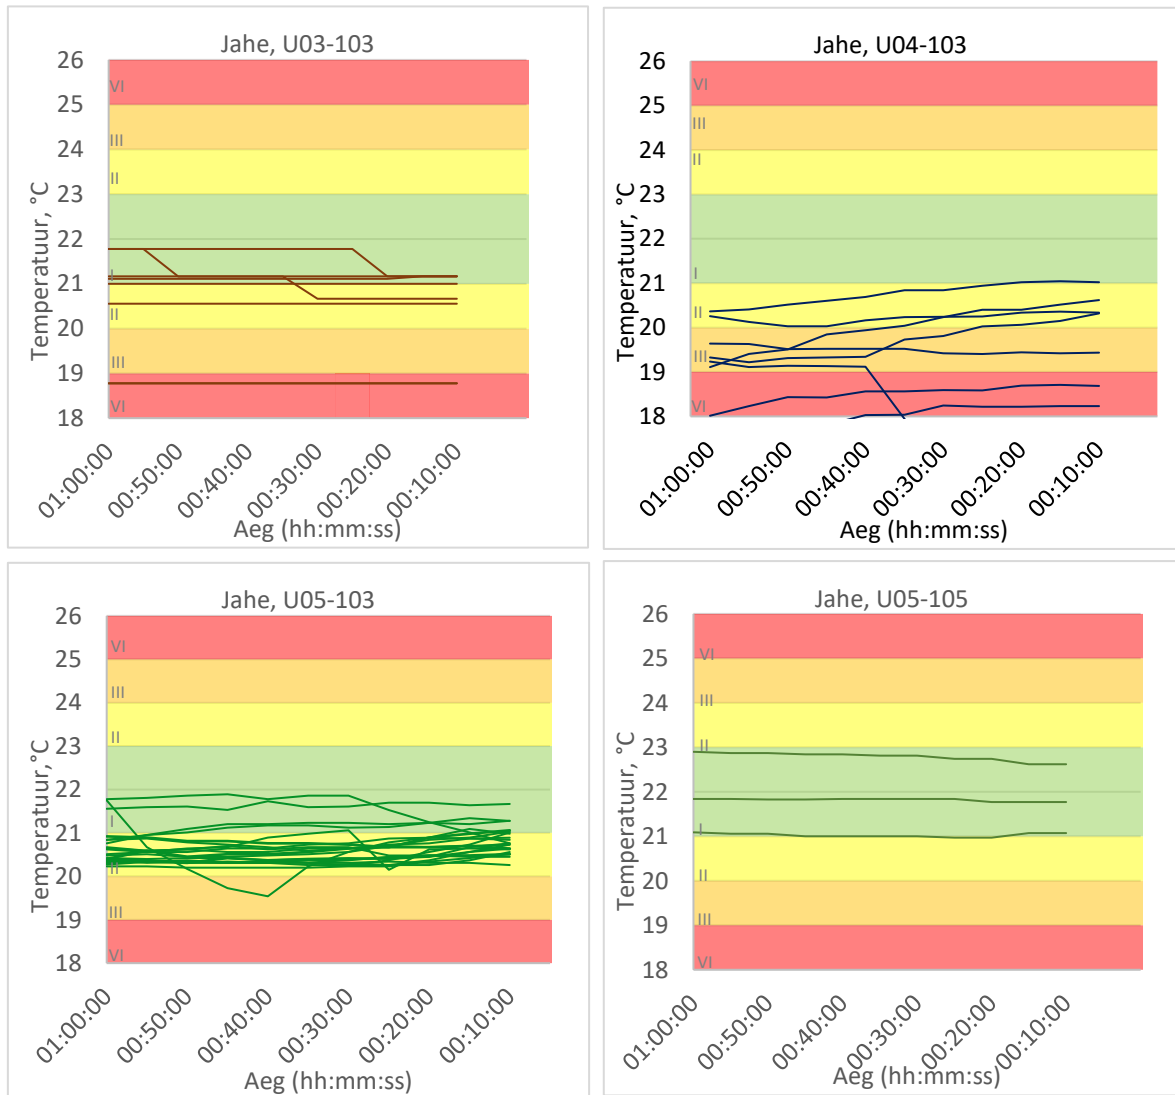 Jahe, U03-103
26
25
24
23
22
21
20
19
18
VI
III
II
I
II
III
VI
Temperatuur, °C
01:00:00
00:50:00
00:40:00
00:30:00
00:20:00
00:10:00
Aeg (hh:mm:ss)
Jahe, U04-103
26
25
24
23
22
21
20
19
18
VI
III
II
I
II
III
VI
Temperatuur, °C
01:00:00
00:50:00
00:40:00
00:30:00
00:20:00
00:10:00
Aeg (hh:mm:ss)
Jahe, U05-103
26
25
24
23
22
21
20
19
18
VI
III
II
I
II
III
VI
Temperatuur, °C
01:00:00
00:50:00
00:40:00
00:30:00
00:20:00
00:10:00
Aeg (hh:mm:ss)
Jahe, U05-105
26
25
24
23
22
21
20
19
18
VI
III
II
I
II
III
VI
Temperatuur, °C
01:00:00
00:50:00
00:40:00
00:30:00
00:20:00
00:10:00
Aeg (hh:mm:ss)